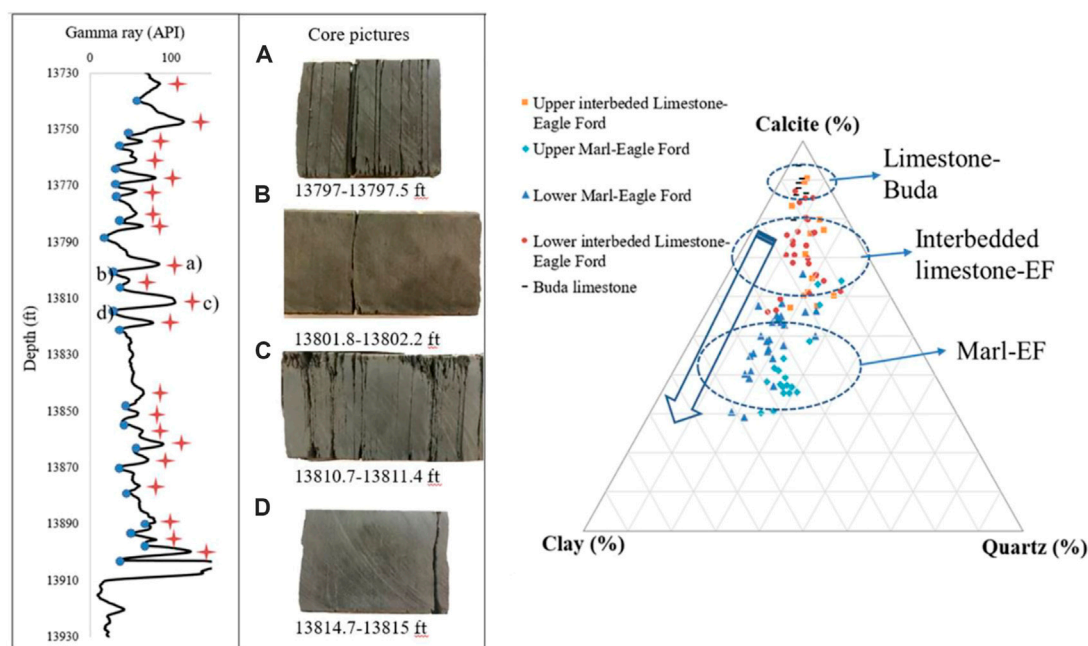 Gamma ray (API)
0 100
Depth (ft)
13730
13750
13770
13790
13810
13830
13850
13870
13890
13910
13930
a)
b)
c)
d)
Core pictures
A
13797-13797.5 ft
B
13801.8-13802.2 ft
C
13810.7-13811.4 ft
D
13814.7-13815 ft
Upper interbeded Limestone-
Eagle Ford
Upper Marl-Eagle Ford
Lower Marl-Eagle Ford
Lower interbeded Limestone-
Eagle Ford
Buda limestone
Calcite (%)
Limestone-
Buda
Interbedded
limestone-EF
Marl-EF
Clay (%)
Quartz (%)